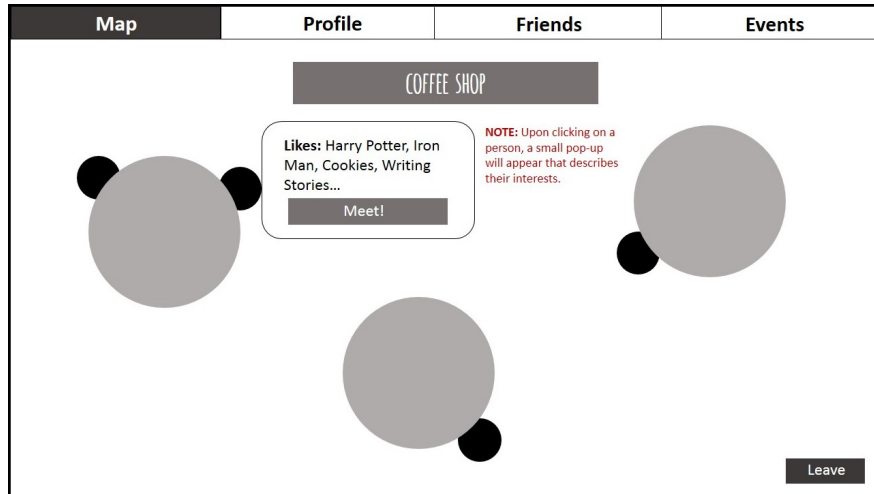 Map
Profile
Friends
Events
COFFEE SHOP
Likes: Harry Potter, Iron
Man, Cookies, Writing
Stories...
Meet!
NOTE: Upon clicking on a
person, a small pop-up
will appear that describes
their interests.
Leave